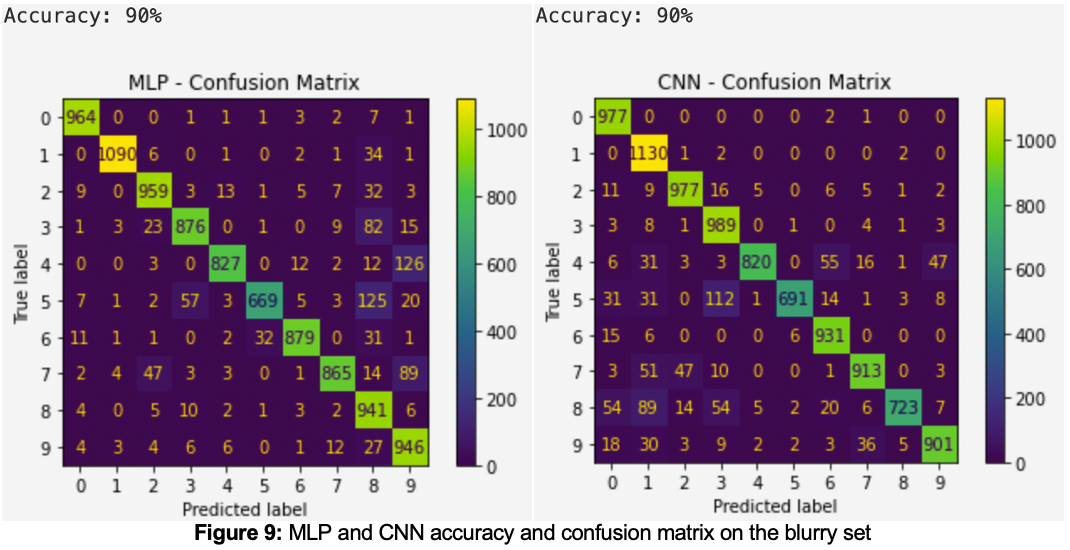 Accuracy: 90%
MLP - Confusion Matrix
0 964 0 0 1 1 1 3 2 7 1
1 0 1090 6 0 1 0 2 1 34 1
2 9 0 959 3 13 1 5 7 32 3
3 1 3 23 876 0 1 0 9 82 15
4 0 0 3 0 827 0 12 2 12 126
5 7 1 2 57 3 669 5 3 125 20
6 11 1 1 0 2 32 879 0 31 1
7 2 4 47 3 3 0 1 865 14 89
8 4 0 5 10 2 1 3 2 941 6
9 4 3 4 6 6 0 1 12 27 946
0 1 2 3 4 5 6 7 8 9
True label
Predicted label
1000
800
600
400
200
0
Accuracy: 90%
CNN - Confusion Matrix
0 977 0 0 0 0 0 2 1 0 0
1 0 1130 1 2 0 0 0 0 2 0
2 11 9 977 16 5 0 6 5 1 2
3 3 8 1 989 0 1 0 4 1 3
4 6 31 3 3 820 0 55 16 1 47
5 31 31 0 112 1 691 14 1 3 8
6 15 6 0 0 0 6 931 0 0 0
7 3 51 47 10 0 0 1 913 0 3
8 54 89 14 54 5 2 20 6 723 7
9 18 30 3 9 2 2 3 36 5 901
0 1 2 3 4 5 6 7 8 9
True label
Predicted label
1000
800
600
400
200
0
Figure 9: MLP and CNN accuracy and confusion matrix on the blurry set